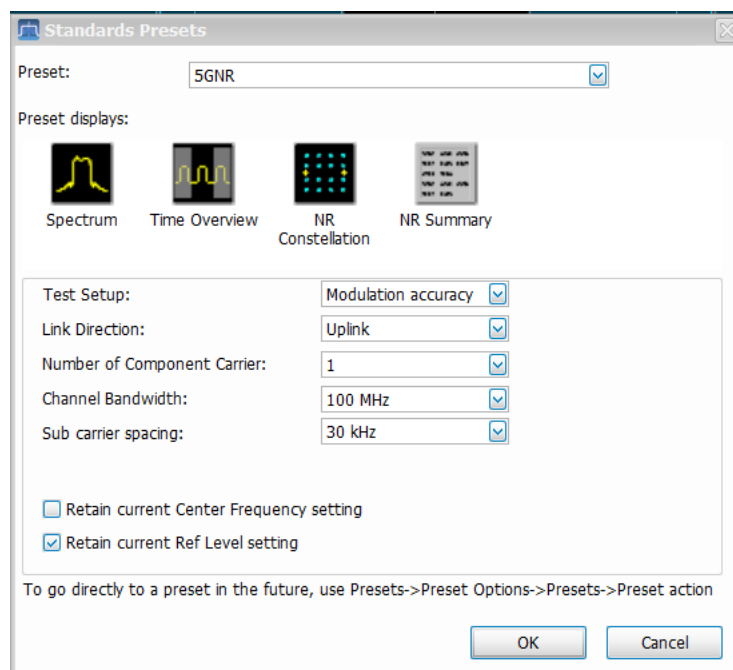 Standards Presets
Preset:
5GNR
Preset displays:
Spectrum
Time Overview
NR
Constellation
NR Summary
Test Setup:
Modulation accuracy
Link Direction:
Uplink
Number of Component Carrier:
1
Channel Bandwidth:
100 MHz
Sub carrier spacing:
30 kHz
Retain current Center Frequency setting
Retain current Ref Level setting
To go directly to a preset in the future, use Presets->Preset Options->Presets->Preset action
OK
Cancel